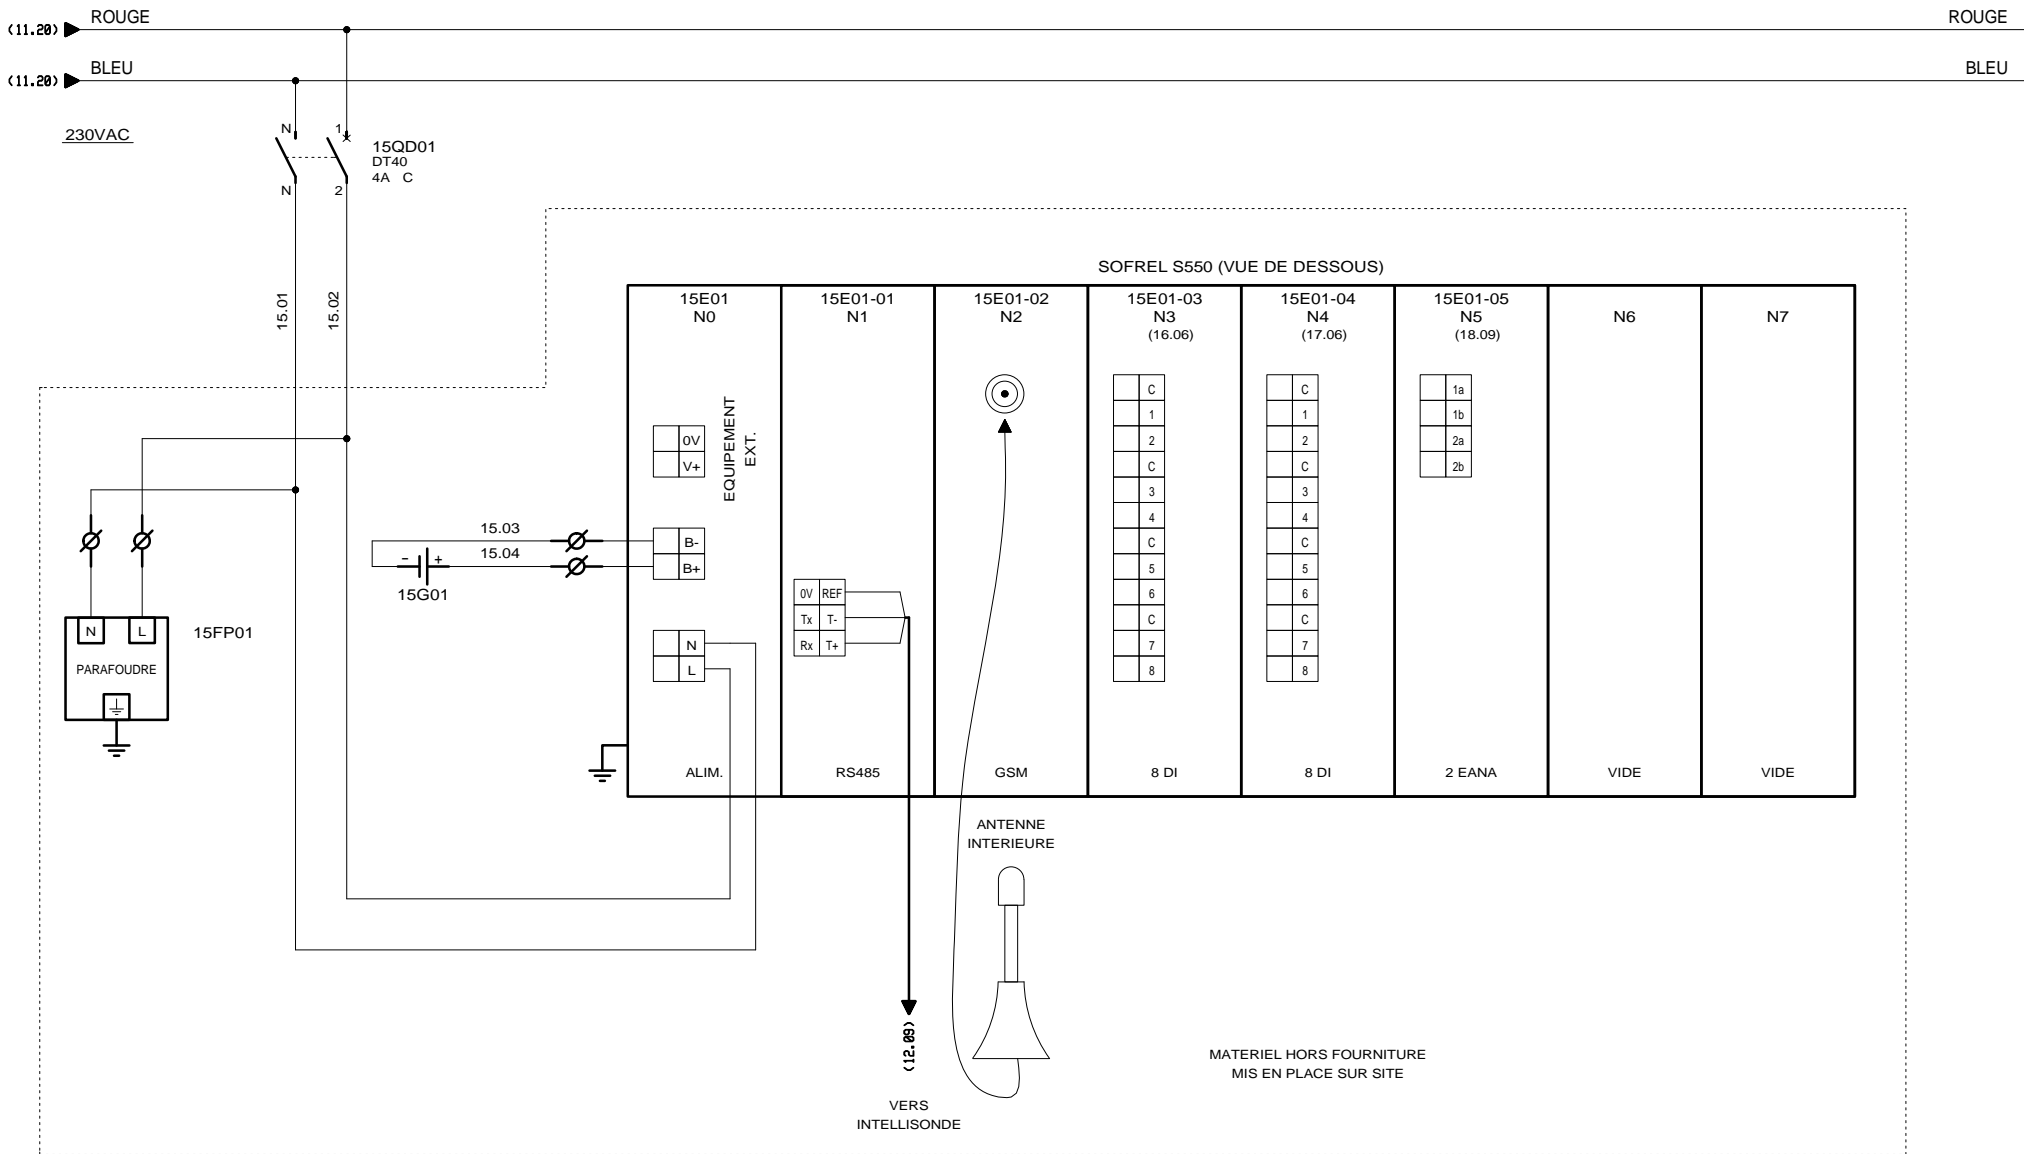 ROUGE
ROUGE
(11.20)
BLEU
BLEU
(11.20)
230VAC
N
1
15QD01
DT40
4A C
N
2
15.01
15.02
SOFREL S550 (VUE DE DESSOUS)
15E01
N0
EQUIPEMENT
EXT.
0V
V+
B-
B+
N
L
ALIM.
15E01-01
N1
0V REF
Tx T-
Rx T+
RS485
15E01-02
N2
GSM
15E01-03
N3
(16.06)
C
1
2
C
3
4
C
5
6
C
7
8
8 DI
15E01-04
N4
(17.06)
C
1
2
C
3
4
C
5
6
C
7
8
8 DI
15E01-05
N5
(18.09)
1a
1b
2a
2b
2 EANA
N6
VIDE
N7
VIDE
15.03
15.04
- +
15G01
N
L
15FP01
PARAFOUDRE
ANTENNE
INTERIEURE
(12.09)
VERS
INTELLISONDE
MATERIEL HORS FOURNITURE
MIS EN PLACE SUR SITE